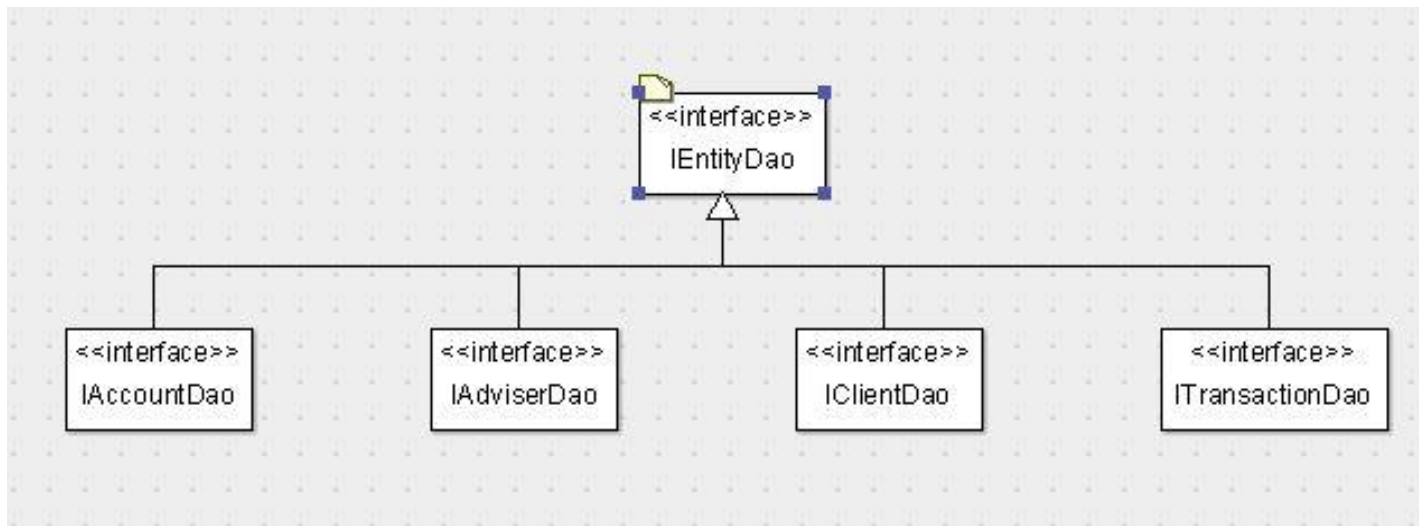 <<interface>>
IEntityDao
<<interface>>
IAccountDao
<<interface>>
IAdviserDao
<<interface>>
IClientDao
<<interface>>
ITransactionDao